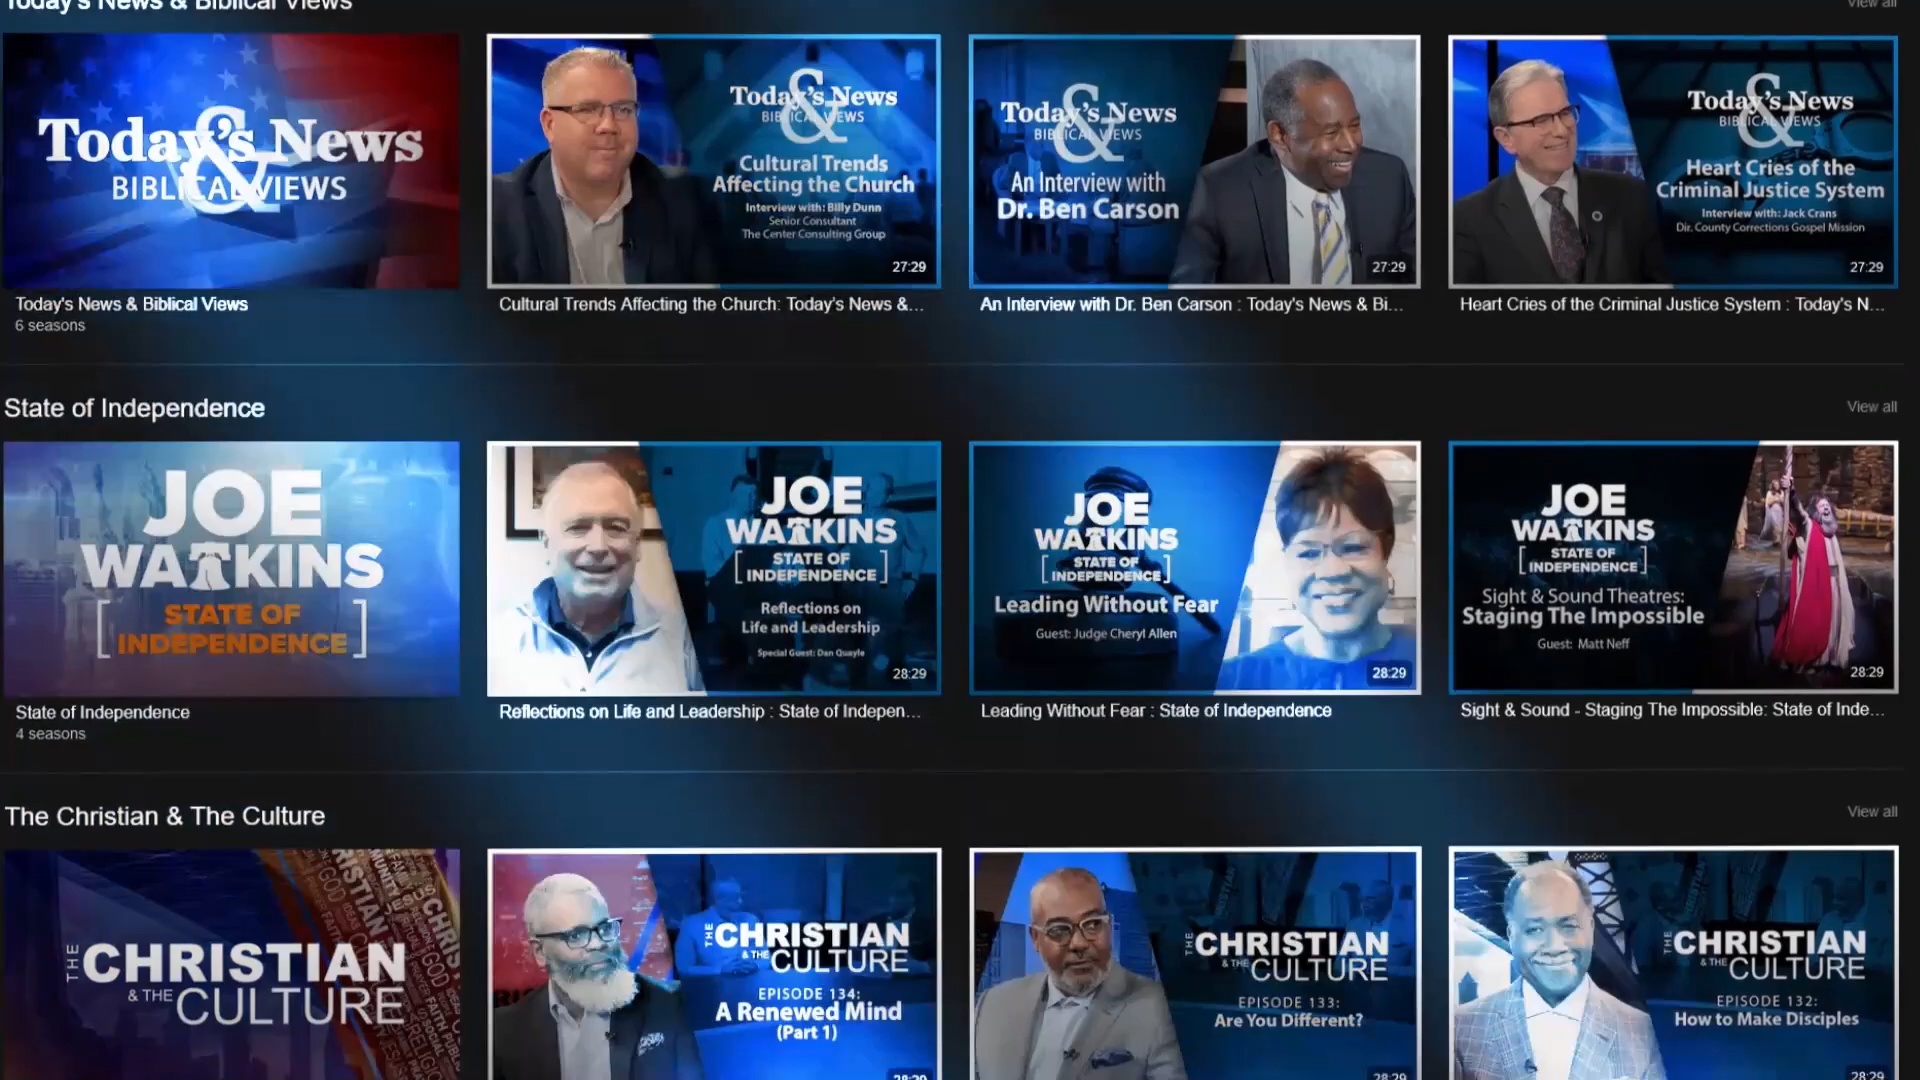 Today's News & Biblical Views
View all
Today's News
&
BIBLICAL VIEWS
Today's News & Biblical Views
6 seasons
Today's News
&
BIBLICAL VIEWS
Cultural Trends
Affecting the Church
Interview with: Billy Dunn
Senior Consultant
The Center Consulting Group
27:29
Cultural Trends Affecting the Church: Today's News &...
Today's News
&
BIBLICAL VIEWS
An Interview with
Dr. Ben Carson
27:29
An Interview with Dr. Ben Carson : Today's News & Bi...
Today's News
&
BIBLICAL VIEWS
Heart Cries of the
Criminal Justice System
Interview with: Jack Crans
Dir. County Corrections Gospel Mission
27:29
Heart Cries of the Criminal Justice System : Today's N...
State of Independence
View all
JOE
WATKINS
[STATE OF
INDEPENDENCE]
State of Independence
4 seasons
JOE
WATKINS
[STATE OF
INDEPENDENCE]
Reflections on
Life and Leadership
Special Guest: Dan Quayle
28:29
Reflections on Life and Leadership : State of Indepen...
JOE
WATKINS
[STATE OF
INDEPENDENCE]
Leading Without Fear
Guest: Judge Cheryl Allen
28:29
Leading Without Fear : State of Independence
JOE
WATKINS
[STATE OF
INDEPENDENCE]
Sight & Sound Theatres:
Staging The Impossible
Guest: Matt Neff
28:29
Sight & Sound - Staging The Impossible: State of Inde...
The Christian & The Culture
View all
THE CHRISTIAN
& THE CULTURE
THE CHRISTIAN
& THE CULTURE
EPISODE 134:
A Renewed Mind
(Part 1)
28:29
THE CHRISTIAN
& THE CULTURE
EPISODE 133:
Are You Different?
28:29
THE CHRISTIAN
& THE CULTURE
EPISODE 132:
How to Make Disciples
28:29